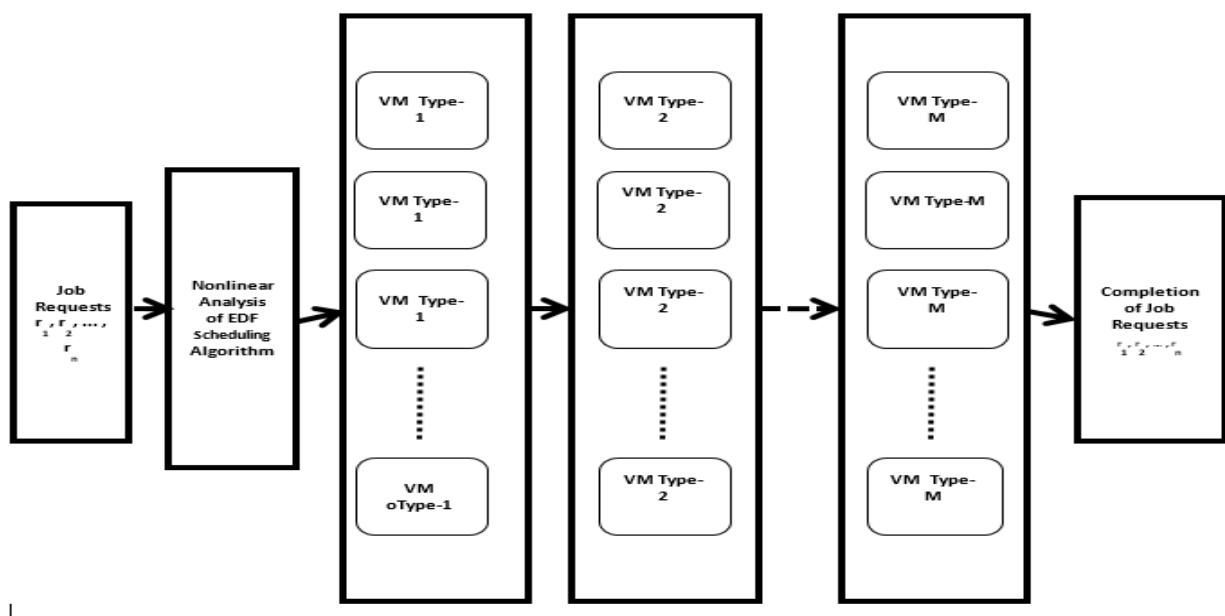 Job
Requests
r , r , ... ,
1 2
r
n
Nonlinear
Analysis
of EDF
Scheduling
Algorithm
VM Type-
1
VM Type-
1
VM Type-
1
VM
oType-1
VM Type-
2
VM Type-
2
VM Type-
2
VM Type-
2
VM Type-
M
VM Type-M
VM Type-
M
VM Type-
M
Completion
of Job
Requests
r , r , ... , r
1 2 n